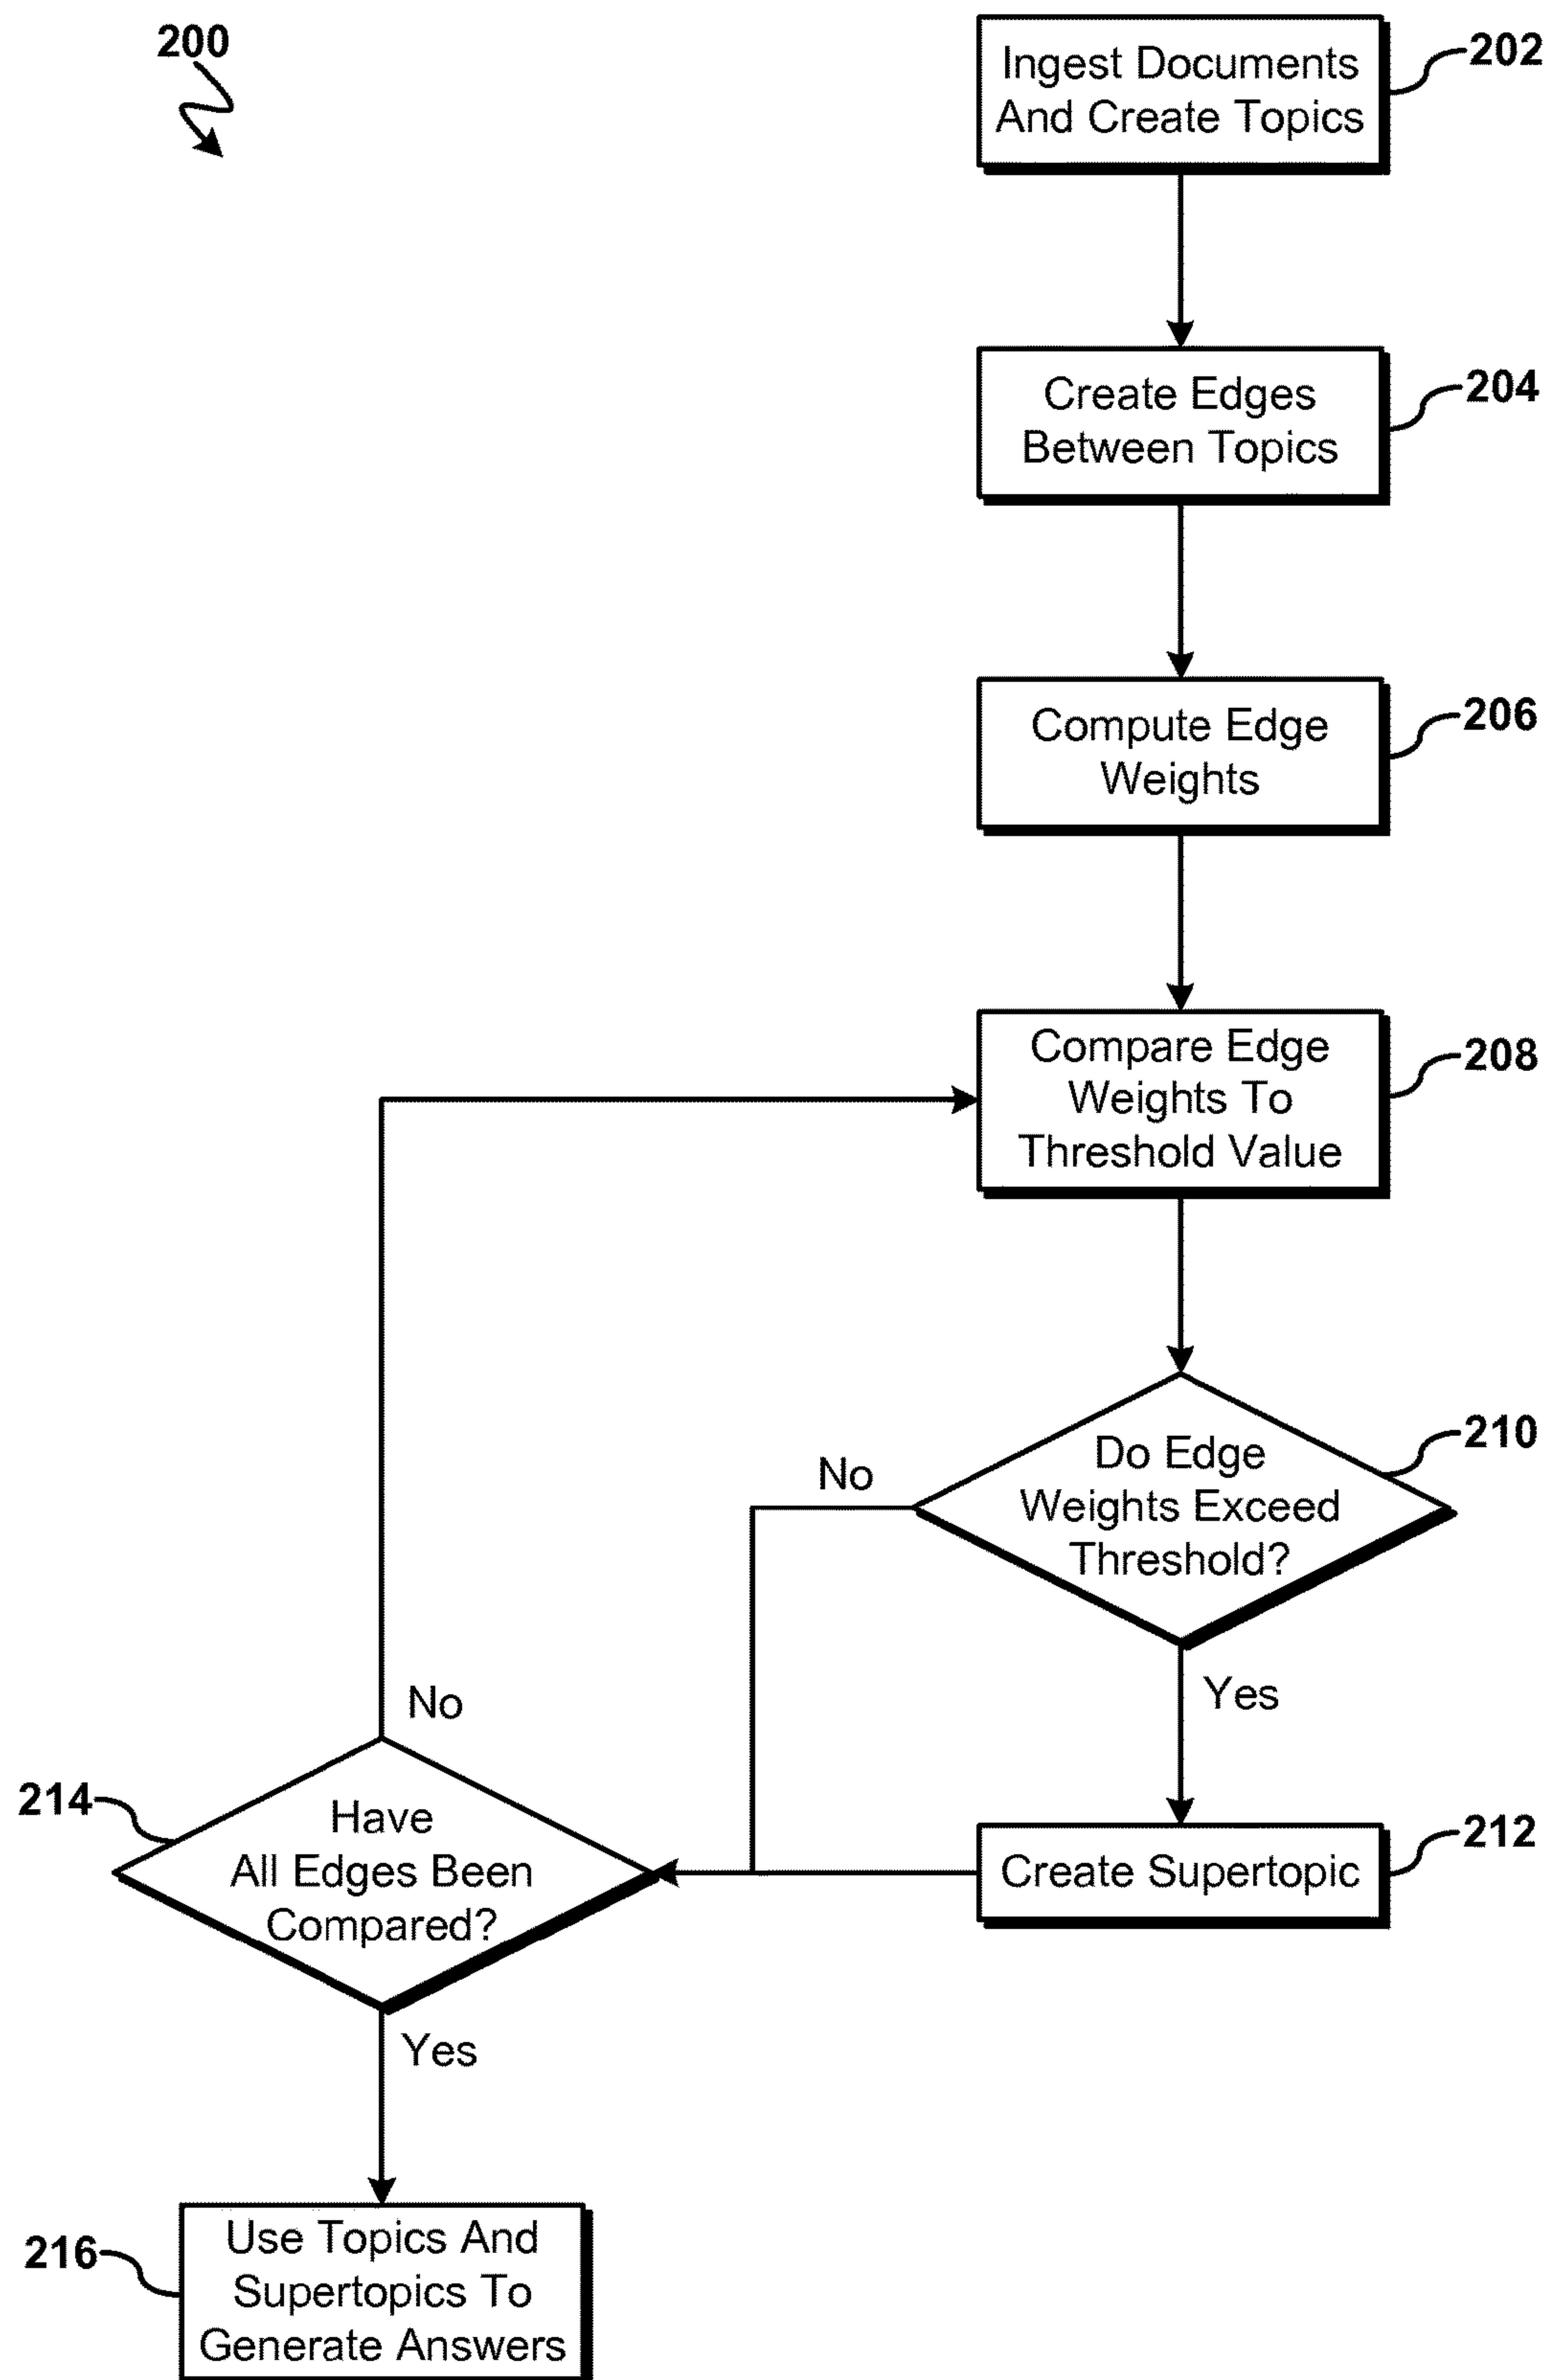 200
Ingest Documents
And Create Topics
202
Create Edges
Between Topics
204
Compute Edge
Weights
206
Compare Edge
Weights To
Threshold Value
208
Do Edge
Weights Exceed
Threshold?
210
No
Yes
Create Supertopic
212
No
214
Have
All Edges Been
Compared?
Yes
216
Use Topics And
Supertopics To
Generate Answers